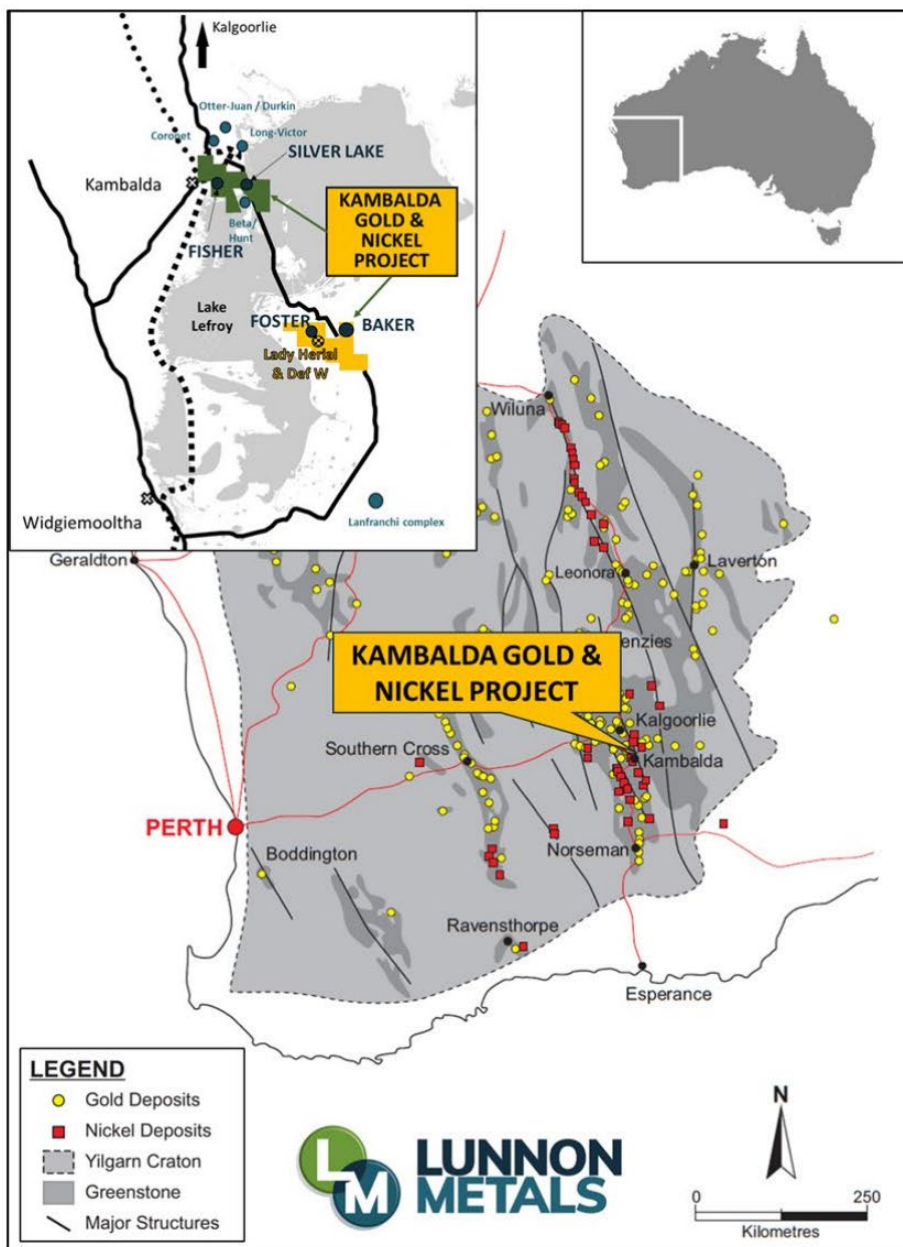 Kalgoorlie
Otter-Juan / Durkin
Coronet
Long-Victor
SILVER LAKE
Kambalda
Beta/
Hunt
FISHER
KAMBALDA
GOLD &
NICKEL
PROJECT
Lake
Lefroy
FOSTER
BAKER
Lady Herial
& Def W
Widgiemooltha
Lanfranchi complex
Wiluna
Geraldton
Leonora
Laverton
enzies
KAMBALDA GOLD &
NICKEL PROJECT
Kalgoorlie
Southern Cross
Kambalda
PERTH
Norseman
Boddington
Ravensthorpe
Esperance
LEGEND
Gold Deposits
Nickel Deposits
Yilgarn Craton
Greenstone
Major Structures
LM
LUNNON
METALS
N
0 250
Kilometres